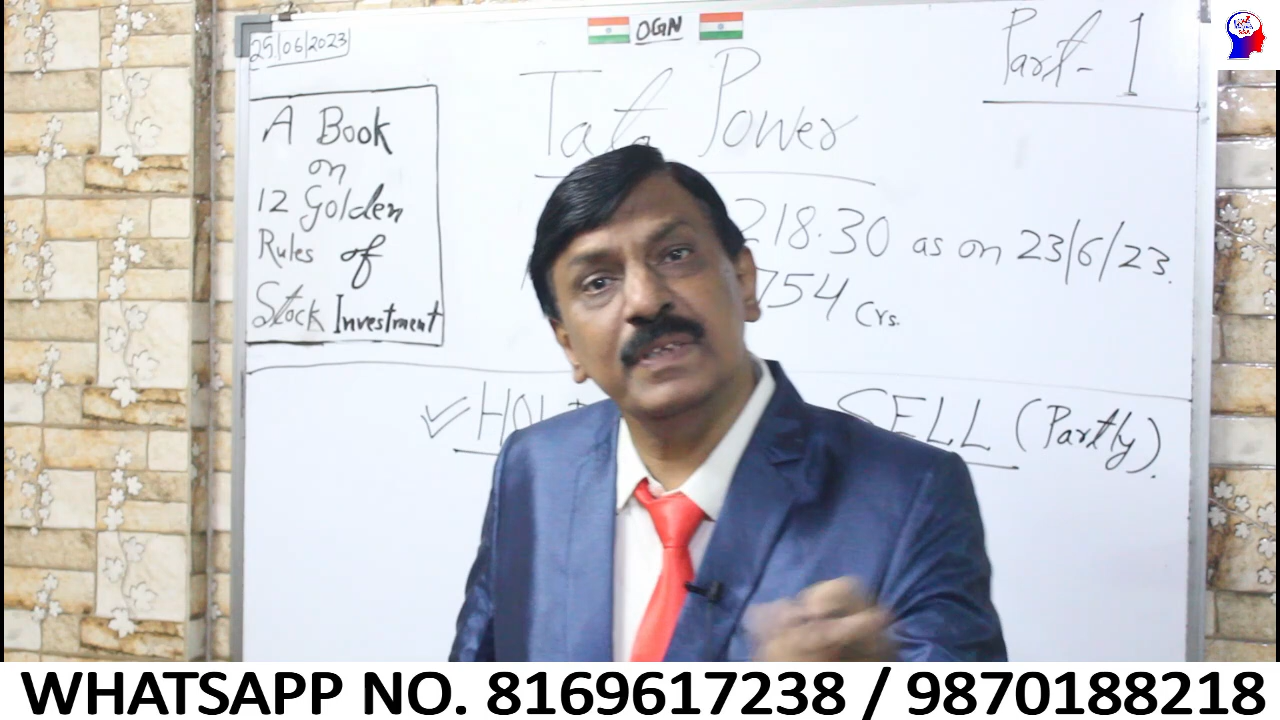 25/06/2023
OGN
Part-1
Tata Power
A Book
on
12 Golden
Rules of
Stock Investment
218.30 as on 23/6/23.
754 Crs.
SELL (Partly).
WHATSAPP NO. 8169617238 / 9870188218